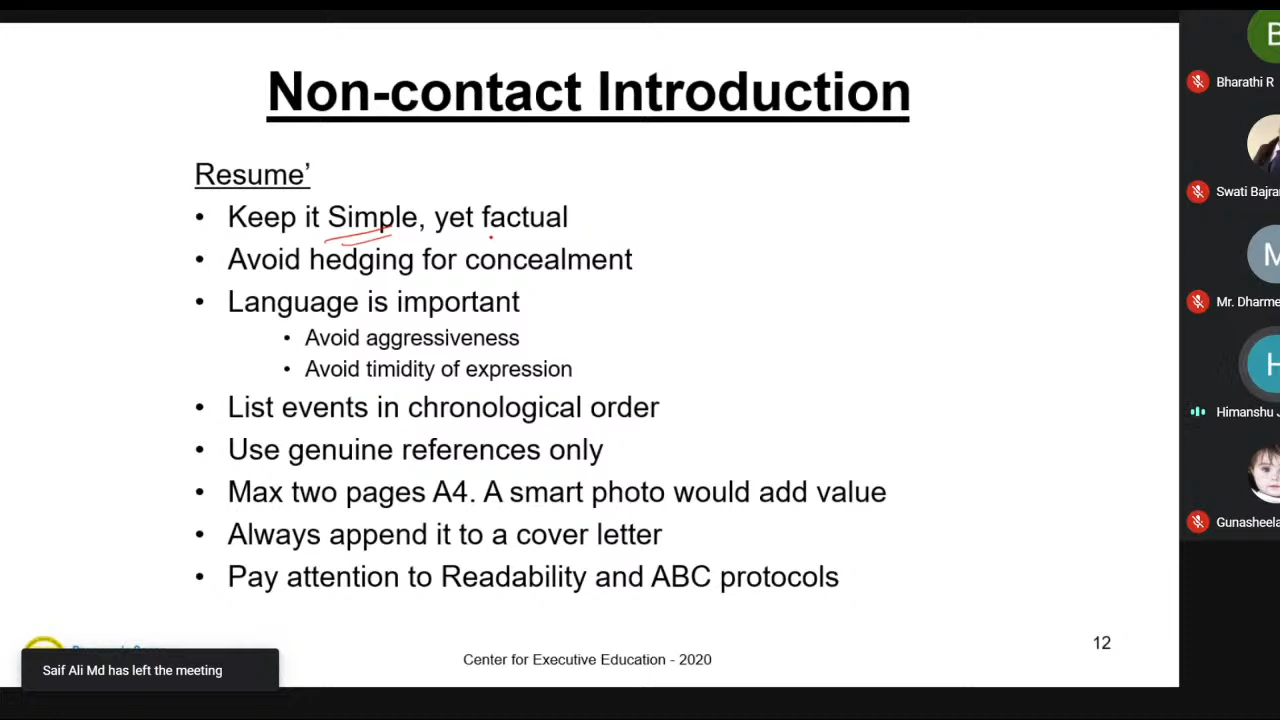 Non-contact Introduction
Resume’
• Keep it Simple, yet factual
• Avoid hedging for concealment
• Language is important
• Avoid aggressiveness
• Avoid timidity of expression
• List events in chronological order
• Use genuine references only
• Max two pages A4. A smart photo would add value
• Always append it to a cover letter
• Pay attention to Readability and ABC protocols
12
Center for Executive Education - 2020
Saif Ali Md has left the meeting
B
Bharathi R
Swati Bajra
M
Mr. Dharme
H
Himanshu J
Gunasheela